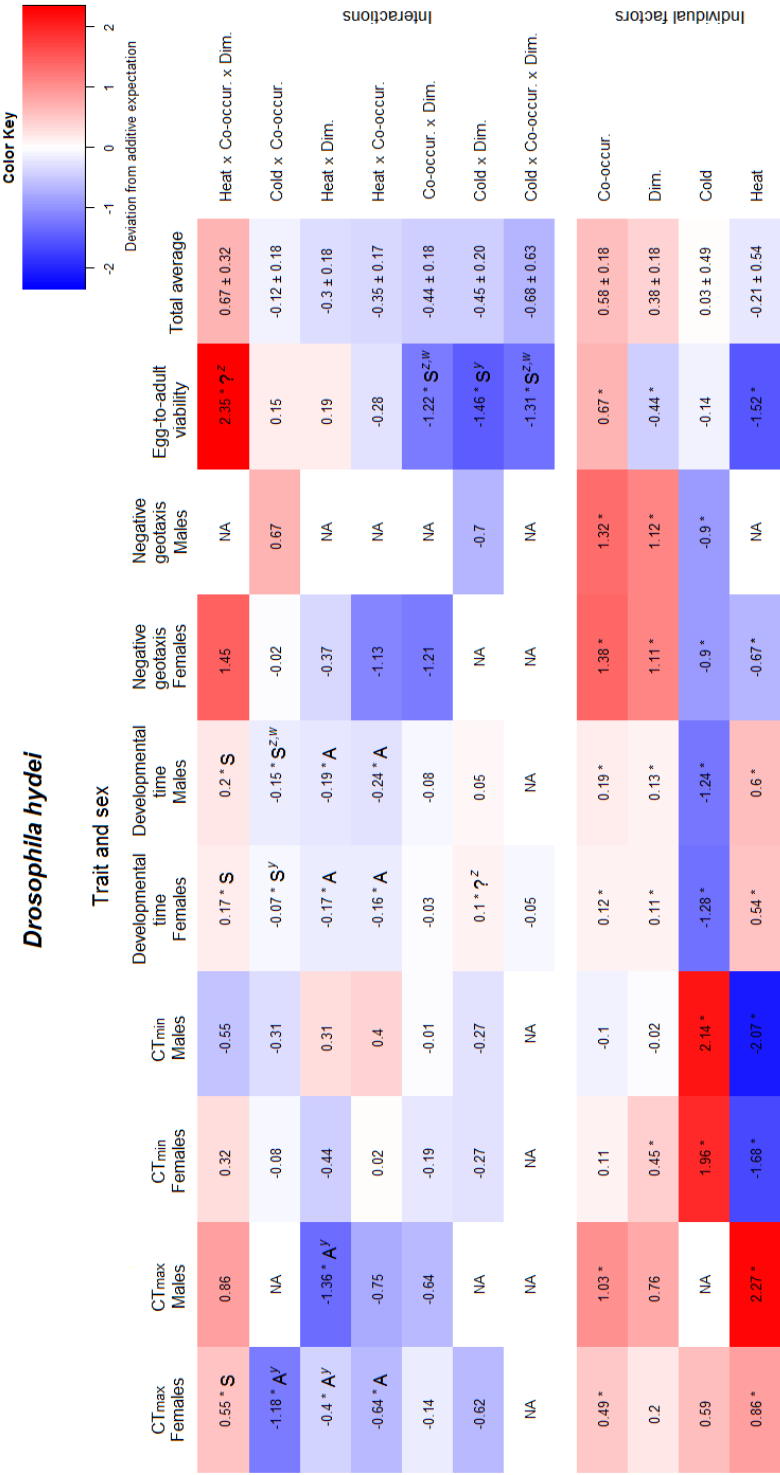 Color Key
-2 -1 0 1 2
Deviation from additive expectation
Drosophila hydei
Trait and sex
CTmax Females
CTmax Males
CTmin Females
CTmin Males
Developmental time Females
Developmental time Males
Negative geotaxis Females
Negative geotaxis Males
Egg-to-adult viability
Total average
0.55 * S 0.86 0.32 -0.55 0.17 * S 0.2 * S 1.45 NA 2.35 * ?z 0.67 ± 0.32 Heat x Co-occur. x Dim.
-1.18 * Ay NA -0.08 -0.31 -0.07 * Sy -0.15 * Sz,w -0.02 0.67 0.15 -0.12 ± 0.18 Cold x Co-occur.
-0.4 * Ay -1.36 * Ay -0.44 0.31 -0.17 * A -0.19 * A -0.37 NA 0.19 -0.3 ± 0.18 Heat x Dim.
-0.64 * A -0.75 0.02 0.4 -0.16 * A -0.24 * A -1.13 NA -0.28 -0.35 ± 0.17 Heat x Co-occur.
-0.14 -0.64 -0.19 -0.01 -0.03 -0.08 -1.21 NA -1.22 * Sz,w -0.44 ± 0.18 Co-occur. x Dim.
-0.62 NA -0.27 -0.27 0.1 * ?z 0.05 NA -0.7 -1.46 * Sy -0.45 ± 0.20 Cold x Dim.
NA NA NA NA -0.05 NA NA NA -1.31 * Sz,w -0.68 ± 0.63 Cold x Co-occur. x Dim.
Interactions
0.49 * 1.03 * 0.11 -0.1 0.12 * 0.19 * 1.38 * 1.32 * 0.67 * 0.58 ± 0.18 Co-occur.
0.2 0.76 0.45 * -0.02 0.11 * 0.13 * 1.11 * 1.12 * -0.44 * 0.38 ± 0.18 Dim.
0.59 NA 1.96 * 2.14 * -1.28 * -1.24 * -0.9 * -0.9 * -0.14 0.03 ± 0.49 Cold
0.86 * 2.27 * -1.68 * -2.07 * 0.54 * 0.6 * -0.67 * NA -1.52 * -0.21 ± 0.54 Heat
Individual factors